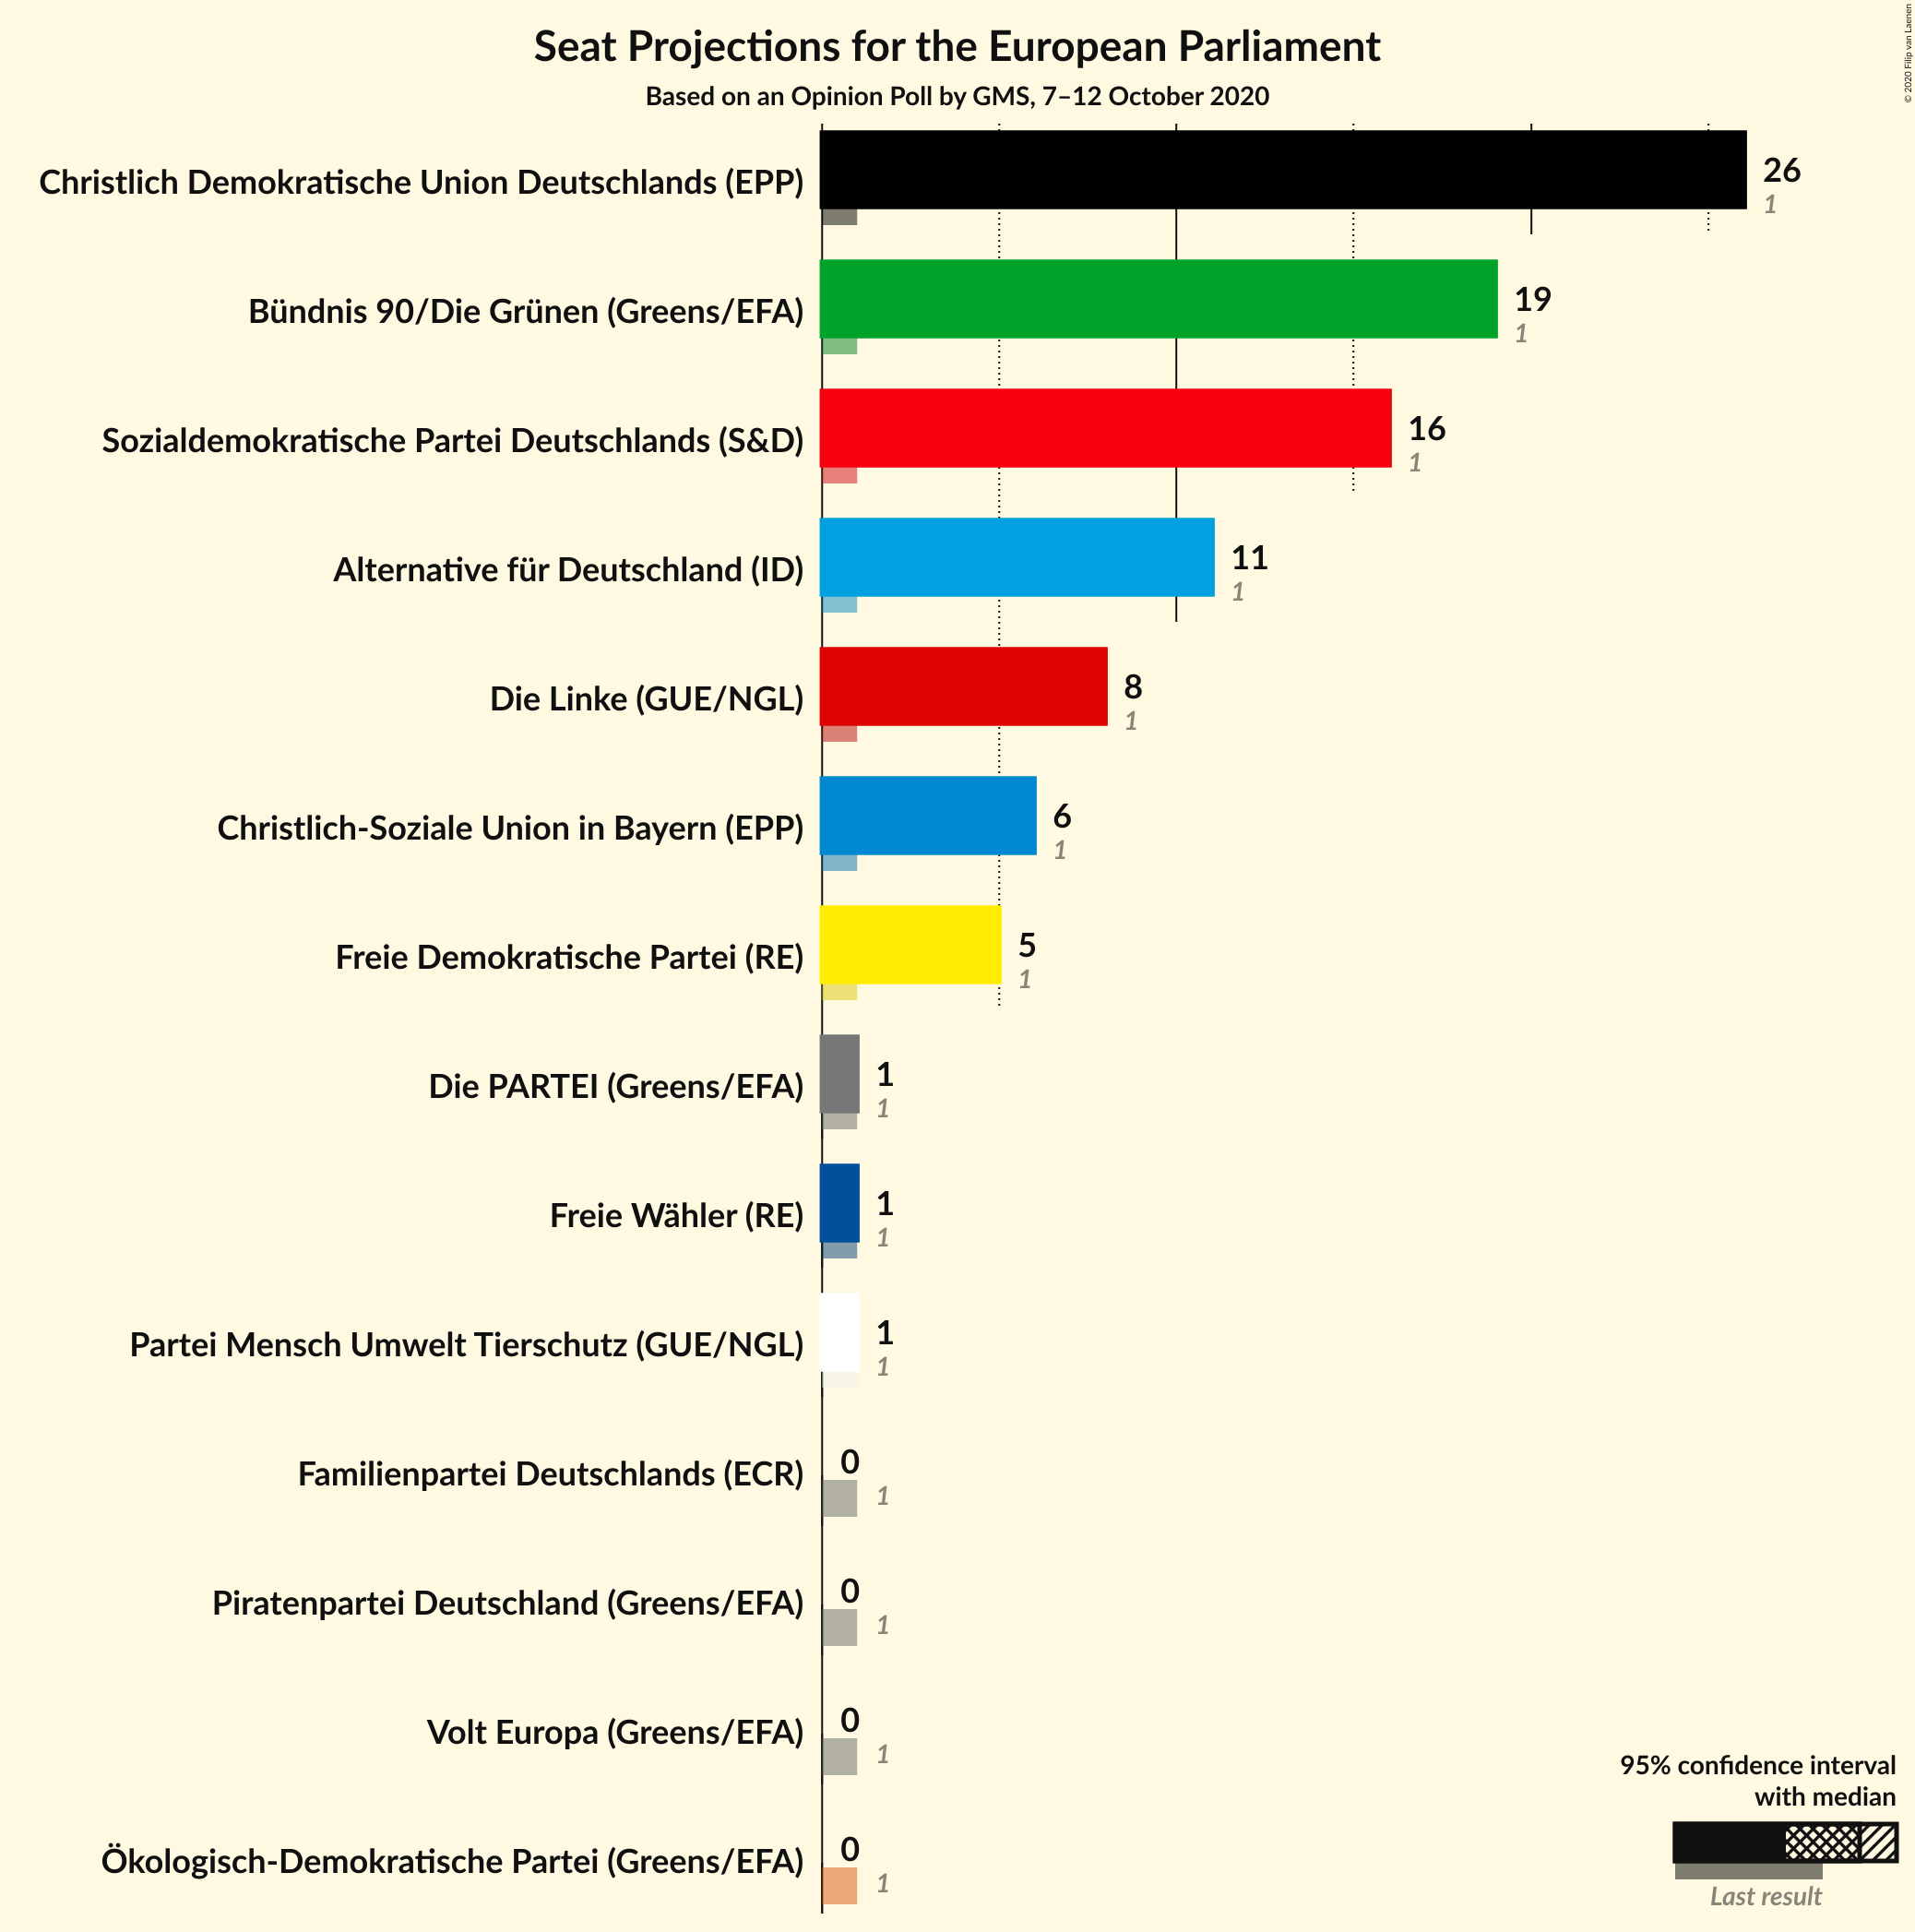 Seat Projections for the European Parliament
Based on an Opinion Poll by GMS, 7–12 October 2020
© 2020 Filip van Laenen
Christlich Demokratische Union Deutschlands (EPP)
26
1
Bündnis 90/Die Grünen (Greens/EFA)
19
1
Sozialdemokratische Partei Deutschlands (S&D)
16
1
Alternative für Deutschland (ID)
11
1
Die Linke (GUE/NGL)
8
1
Christlich-Soziale Union in Bayern (EPP)
6
1
Freie Demokratische Partei (RE)
5
1
Die PARTEI (Greens/EFA)
1
1
Freie Wähler (RE)
1
1
Partei Mensch Umwelt Tierschutz (GUE/NGL)
1
1
Familienpartei Deutschlands (ECR)
0
1
Piratenpartei Deutschland (Greens/EFA)
0
1
Volt Europa (Greens/EFA)
0
1
Ökologisch-Demokratische Partei (Greens/EFA)
0
1
95% confidence interval
with median
Last result